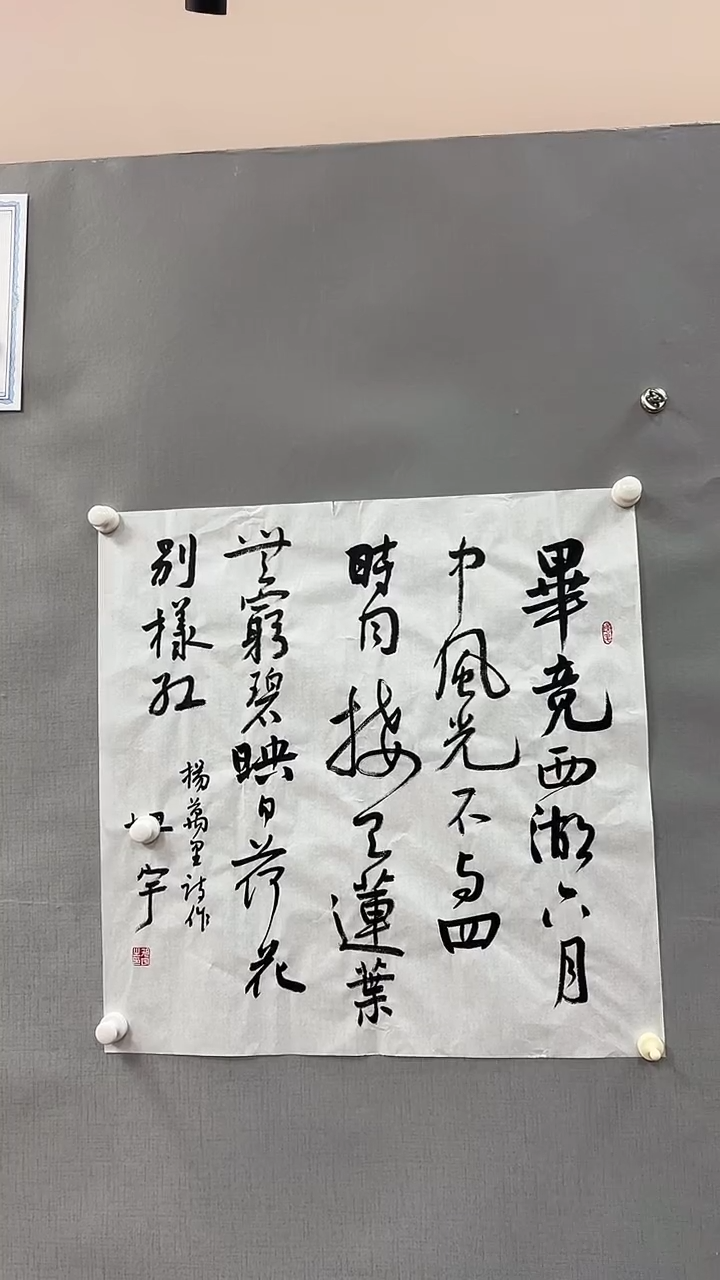 畢竟西湖六月
中風光不与四
時同接天蓮葉
無窮碧映日荷花
別樣紅
楊萬里詩作
宇